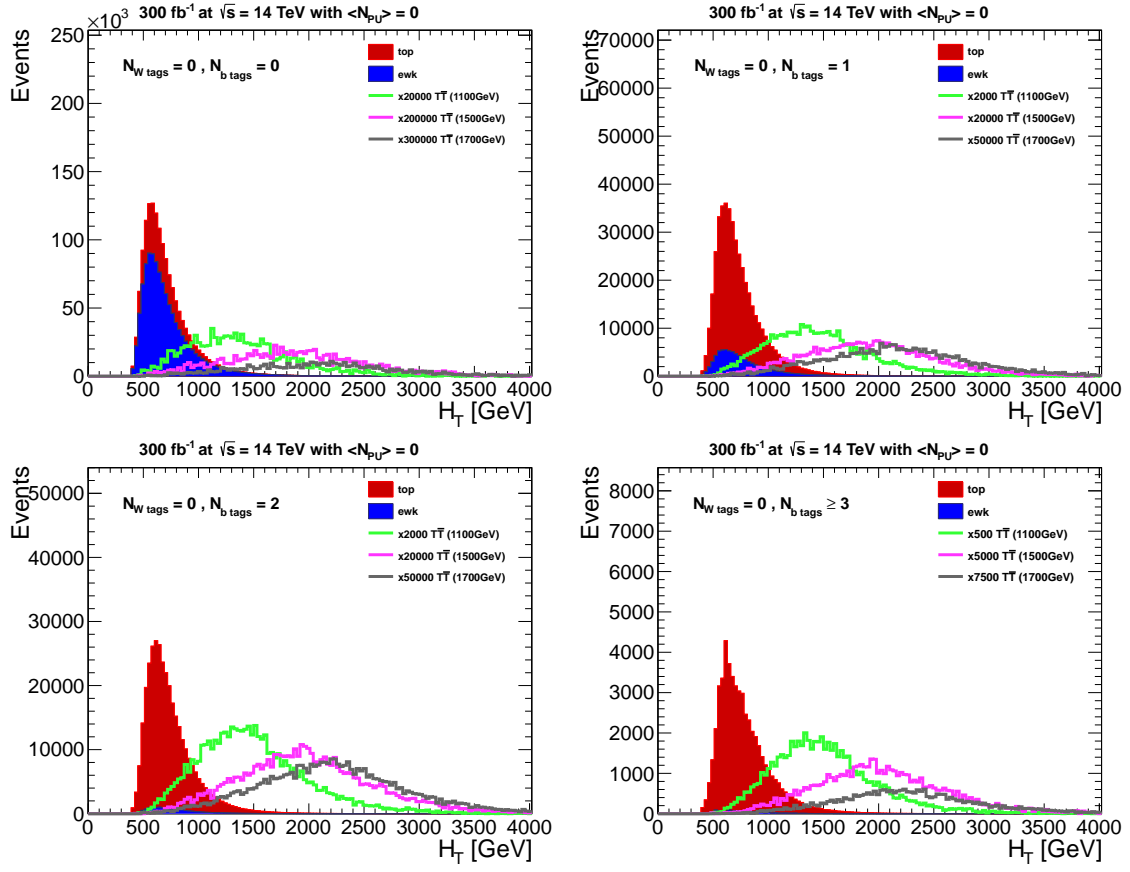 300 fb⁻¹ at √s = 14 TeV with <N_PU> = 0
×10³
Events
250
200
150
100
50
0
N_W tags = 0 , N_b tags = 0
top
ewk
x20000 TT̅ (1100GeV)
x200000 TT̅ (1500GeV)
x300000 TT̅ (1700GeV)
0 500 1000 1500 2000 2500 3000 3500 4000
H_T [GeV]
300 fb⁻¹ at √s = 14 TeV with <N_PU> = 0
Events
70000
60000
50000
40000
30000
20000
10000
0
N_W tags = 0 , N_b tags = 1
top
ewk
x2000 TT̅ (1100GeV)
x20000 TT̅ (1500GeV)
x50000 TT̅ (1700GeV)
0 500 1000 1500 2000 2500 3000 3500 4000
H_T [GeV]
300 fb⁻¹ at √s = 14 TeV with <N_PU> = 0
Events
50000
40000
30000
20000
10000
0
N_W tags = 0 , N_b tags = 2
top
ewk
x2000 TT̅ (1100GeV)
x20000 TT̅ (1500GeV)
x50000 TT̅ (1700GeV)
0 500 1000 1500 2000 2500 3000 3500 4000
H_T [GeV]
300 fb⁻¹ at √s = 14 TeV with <N_PU> = 0
Events
8000
7000
6000
5000
4000
3000
2000
1000
0
N_W tags = 0 , N_b tags ≥ 3
top
ewk
x500 TT̅ (1100GeV)
x5000 TT̅ (1500GeV)
x7500 TT̅ (1700GeV)
0 500 1000 1500 2000 2500 3000 3500 4000
H_T [GeV]